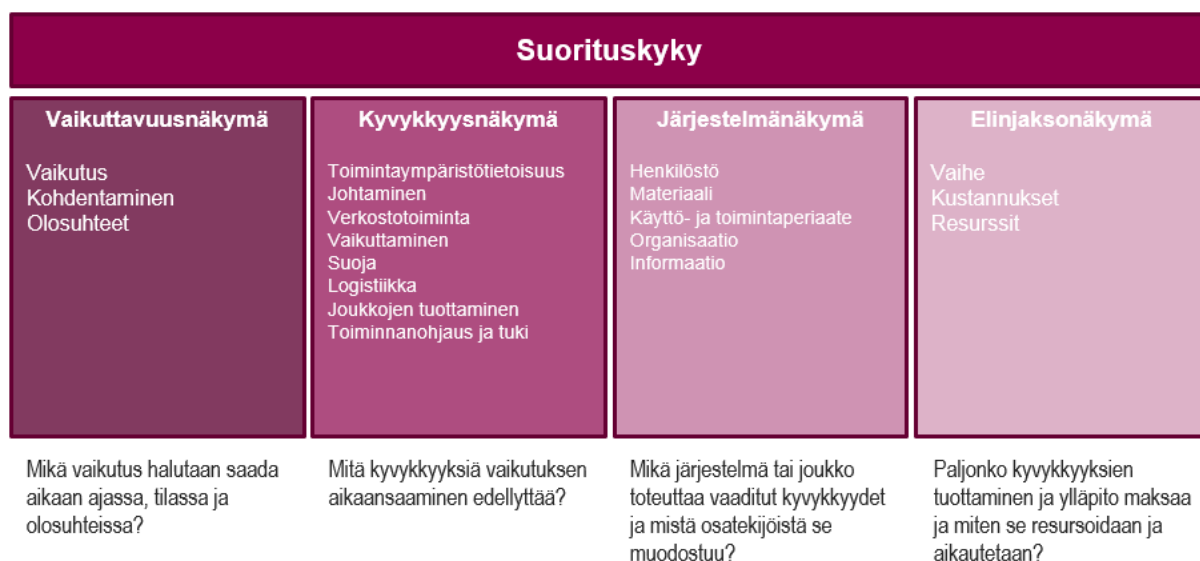 Suorituskyky
Vaikuttavuusnäkymä
Vaikutus
Kohdentaminen
Olosuhteet
Kyvykkyysnäkymä
Toimintaympäristötietoisuus
Johtaminen
Verkostotoiminta
Vaikuttaminen
Suoja
Logistiikka
Joukkojen tuottaminen
Toiminnanohjaus ja tuki
Järjestelmänäkymä
Henkilöstö
Materiaali
Käyttö- ja toimintaperiaate
Organisaatio
Informaatio
Elinjaksonäkymä
Vaihe
Kustannukset
Resurssit
Mikä vaikutus halutaan saada
aikaan ajassa, tilassa ja
olosuhteissa?
Mitä kyvykkyyksiä vaikutuksen
aikaansaaminen edellyttää?
Mikä järjestelmä tai joukko
toteuttaa vaaditut kyvykkyydet
ja mistä osatekijöistä se
muodostuu?
Paljonko kyvykkyyksien
tuottaminen ja ylläpito maksaa
ja miten se resursoidaan ja
aikautetaan?